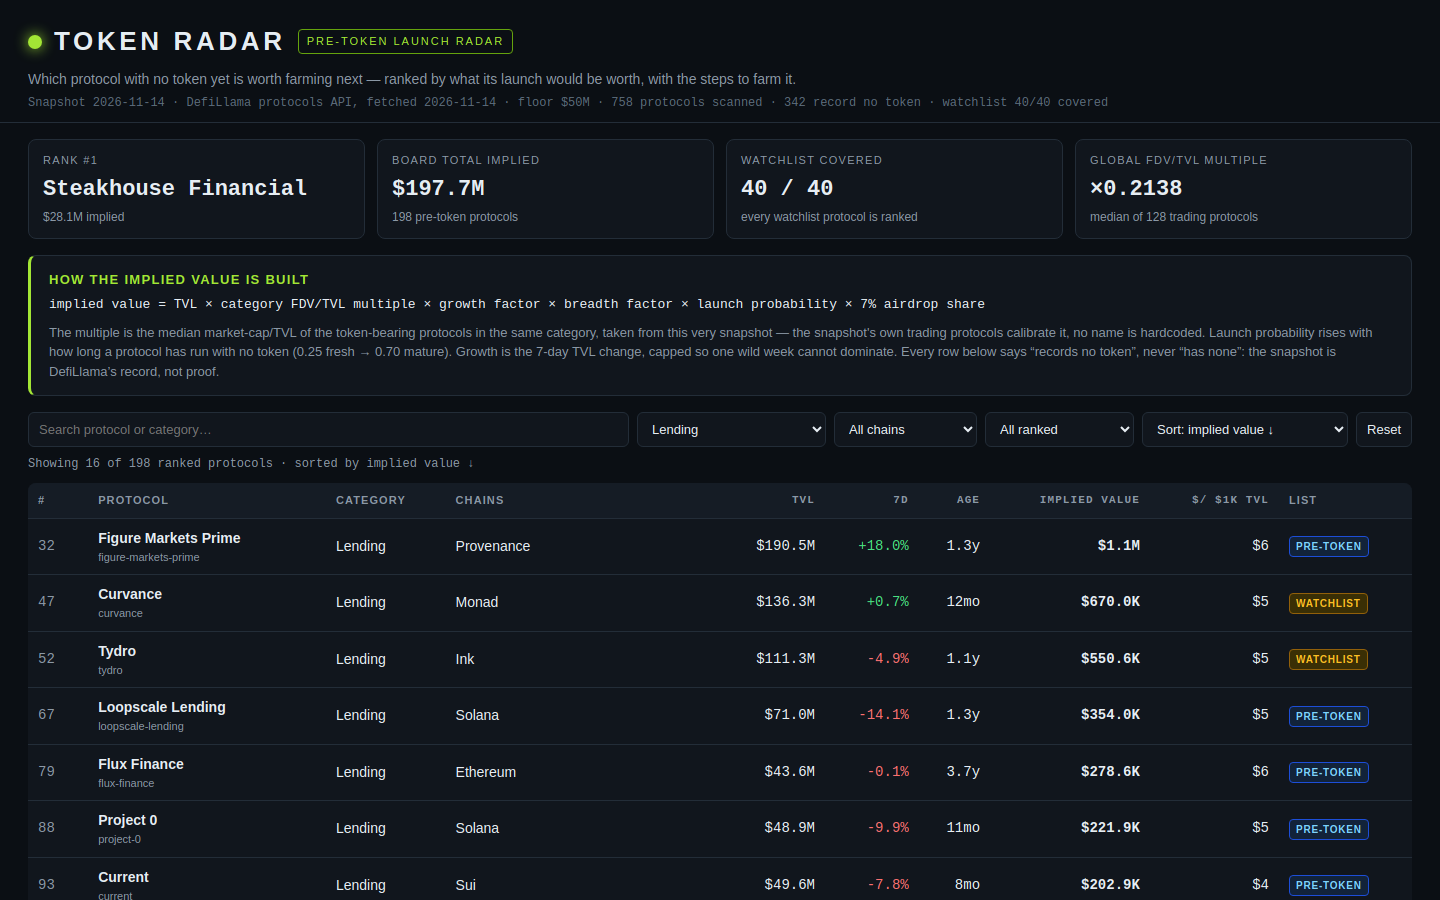 TOKEN RADAR PRE-TOKEN LAUNCH RADAR
Which protocol with no token yet is worth farming next — ranked by what its launch would be worth, with the steps to farm it.
Snapshot 2026-11-14 · DefiLlama protocols API, fetched 2026-11-14 · floor $50M · 758 protocols scanned · 342 record no token · watchlist 40/40 covered
RANK #1
Steakhouse Financial
$28.1M implied
BOARD TOTAL IMPLIED
$197.7M
198 pre-token protocols
WATCHLIST COVERED
40 / 40
every watchlist protocol is ranked
GLOBAL FDV/TVL MULTIPLE
×0.2138
median of 128 trading protocols
HOW THE IMPLIED VALUE IS BUILT
implied value = TVL × category FDV/TVL multiple × growth factor × breadth factor × launch probability × 7% airdrop share
The multiple is the median market-cap/TVL of the token-bearing protocols in the same category, taken from this very snapshot — the snapshot's own trading protocols calibrate it, no name is hardcoded. Launch probability rises with
how long a protocol has run with no token (0.25 fresh → 0.70 mature). Growth is the 7-day TVL change, capped so one wild week cannot dominate. Every row below says “records no token”, never “has none”: the snapshot is
DefiLlama's record, not proof.
Search protocol or category… Lending All chains All ranked Sort: implied value ↓ Reset
Showing 16 of 198 ranked protocols · sorted by implied value ↓
# PROTOCOL CATEGORY CHAINS TVL 7D AGE IMPLIED VALUE $/ $1K TVL LIST
32 Figure Markets Prime Lending Provenance $190.5M +18.0% 1.3y $1.1M $6 PRE-TOKEN
figure-markets-prime
47 Curvance Lending Monad $136.3M +0.7% 12mo $670.0K $5 WATCHLIST
curvance
52 Tydro Lending Ink $111.3M -4.9% 1.1y $550.6K $5 WATCHLIST
tydro
67 Loopscale Lending Lending Solana $71.0M -14.1% 1.3y $354.0K $5 PRE-TOKEN
loopscale-lending
79 Flux Finance Lending Ethereum $43.6M -0.1% 3.7y $278.6K $6 PRE-TOKEN
flux-finance
88 Project 0 Lending Solana $48.9M -9.9% 11mo $221.9K $5 PRE-TOKEN
project-0
93 Current Lending Sui $49.6M -7.8% 8mo $202.9K $4 PRE-TOKEN
current